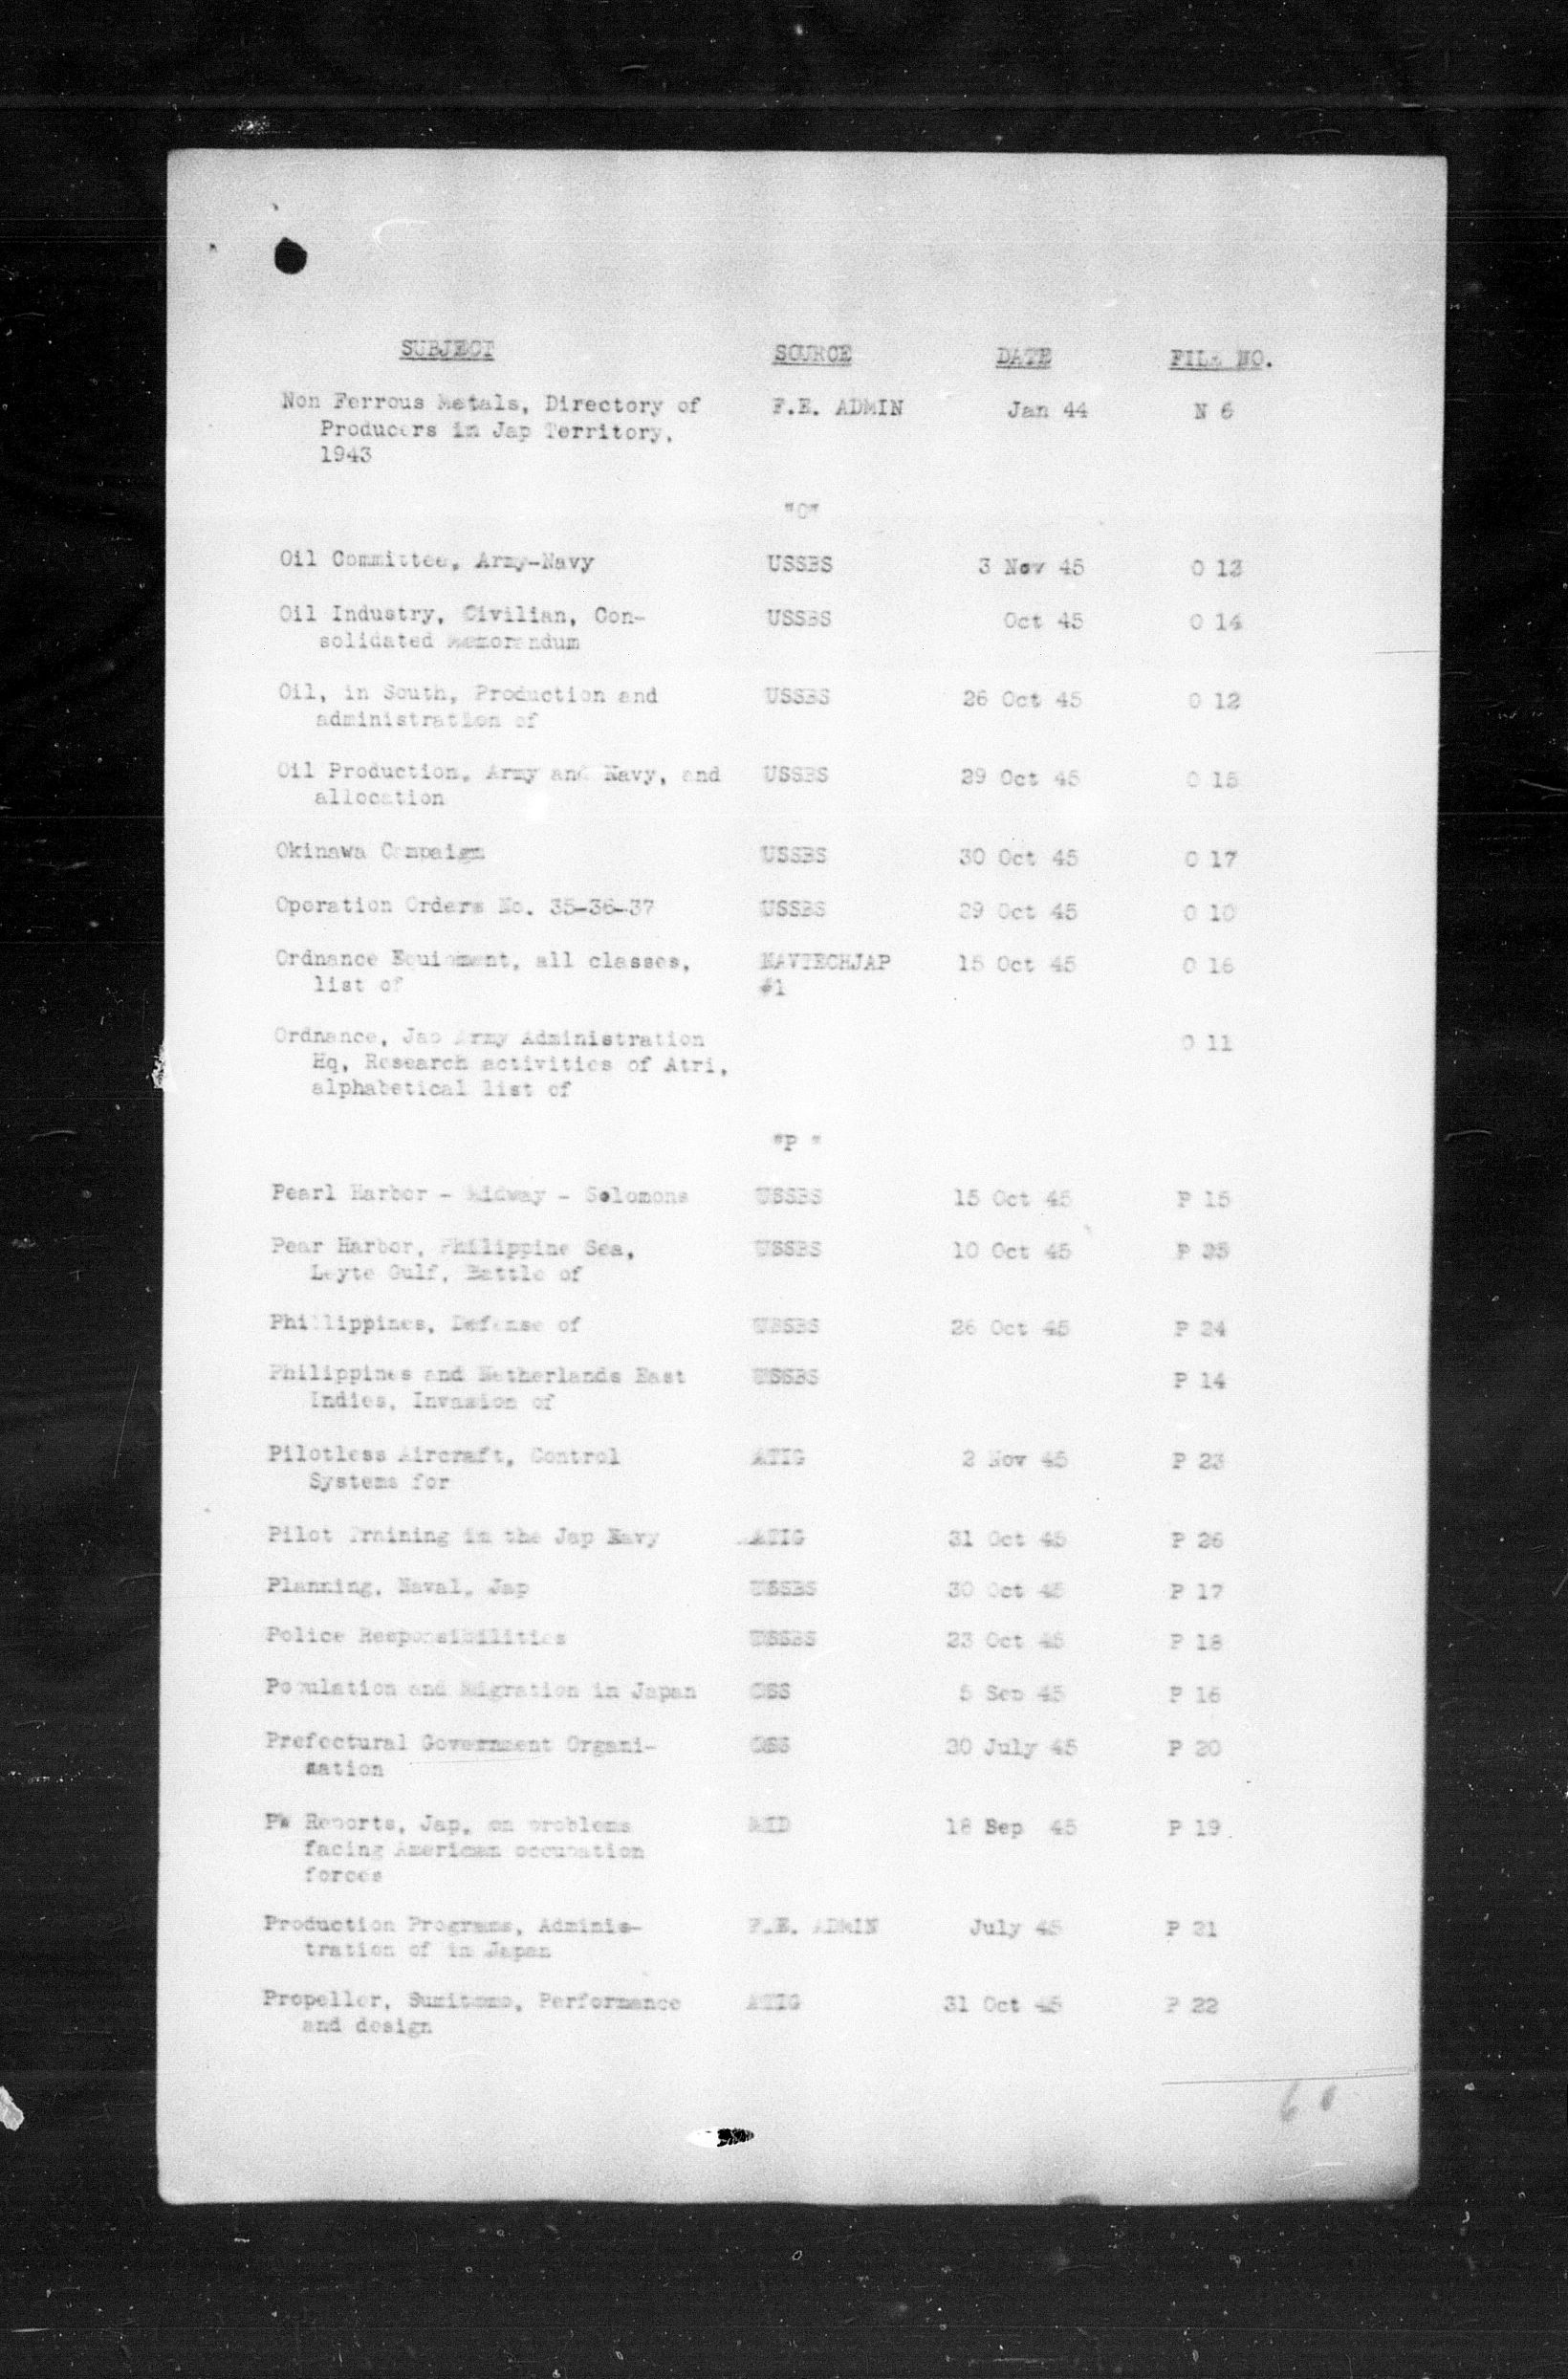 SUBJECT SOURCE DATE FILE NO.
Non Ferrous Metals, Directory of F.E. ADMIN Jan 44 N 6
Producers in Jap Territory,
1943
"O"
Oil Committee, Army-Navy USSBS 3 Nov 45 O 13
Oil Industry, Civilian, Con- USSBS Oct 45 O 14
solidated Memorandum
Oil, in South, Production and USSBS 26 Oct 45 O 12
administration of
Oil Production, Army and Navy, and USSBS 29 Oct 45 O 15
allocation
Okinawa Campaign USSBS 30 Oct 45 O 17
Operation Orders No. 35-36-37 USSBS 29 Oct 45 O 10
Ordnance Equipment, all classes, NAVTECHJAP 15 Oct 45 O 16
list of #1
Ordnance, Jap Army Administration O 11
Hq, Research activities of Atri,
alphabetical list of
"P "
Pearl Harbor - Midway - Solomons USSBS 15 Oct 45 P 15
Pear Harbor, Philippine Sea, USSBS 10 Oct 45 P 25
Leyte Gulf, Battle of
Phillippines, Defense of USSBS 26 Oct 45 P 24
Philippines and Netherlands East USSBS P 14
Indies, Invasion of
Pilotless Aircraft, Control ATIG 2 Nov 45 P 23
Systems for
Pilot Training in the Jap Navy ATIG 31 Oct 45 P 26
Planning, Naval, Jap USSBS 30 Oct 45 P 17
Police Responsibilities USSBS 23 Oct 45 P 18
Population and Migration in Japan OSS 5 Sep 45 P 16
Prefectural Government Organi- OSS July 45 P 20
zation
PW Reports, Jap, on problems MID 18 Sep 45 P 19
facing American occupation
forces
Production Programs, Adminis- F.E. ADMIN July 45 P 21
tration of in Japan
Propeller, Sumitomo, Performance ATIG 31 Oct 45 P 22
and design